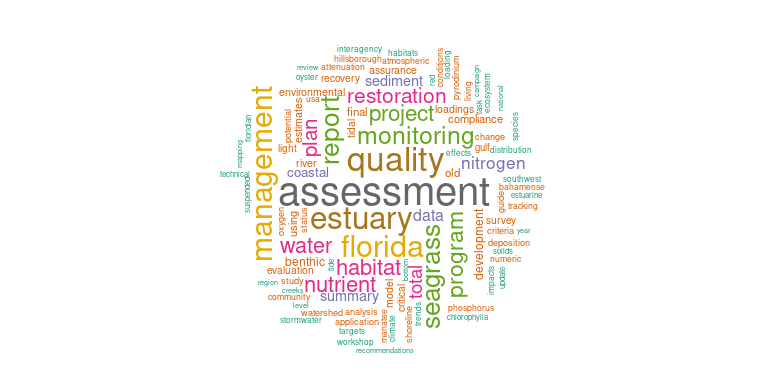 interagency
habitats
hillsborough
atmospheric
review
attenuation
assurance
conditions
loading
red
pyrodinium
living
campaign
task
ecosystem
national
oyster
recovery
sediment
environmental
usa
restoration
loadings
compliance
management
report
final
project
potential
estimates
tidal
monitoring
change
species
floridian
plan
light
quality
effects
gulf
distribution
mapping
river
nitrogen
technical
coastal
old
southwest
suspended
assessment
bahamense
estuarine
guide
tracking
oxygen
using
status
estuary
data
development
survey
criteria
year
water
florida
seagrass
program
deposition
solids
numeric
benthic
tide
habitat
bottom
total
evaluation
region
study
nutrient
model
critical
impacts
update
creeks
community
summary
level
watershed
analysis
manatee
climate
shoreline
trends
phosphorus
chlorophylla
stormwater
application
targets
workshop
recommendations